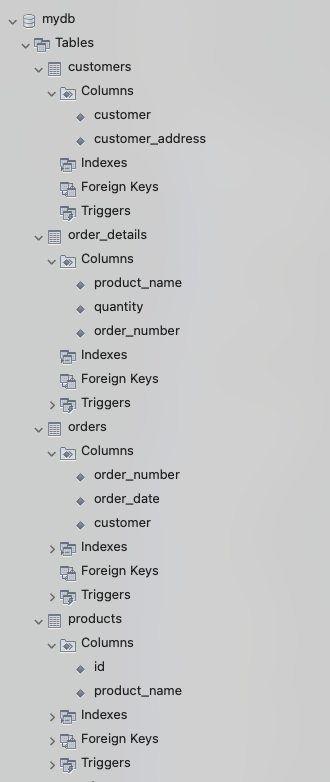 mydb
Tables
customers
Columns
customer
customer_address
Indexes
Foreign Keys
Triggers
order_details
Columns
product_name
quantity
order_number
Indexes
Foreign Keys
Triggers
orders
Columns
order_number
order_date
customer
Indexes
Foreign Keys
Triggers
products
Columns
id
product_name
Indexes
Foreign Keys
Triggers